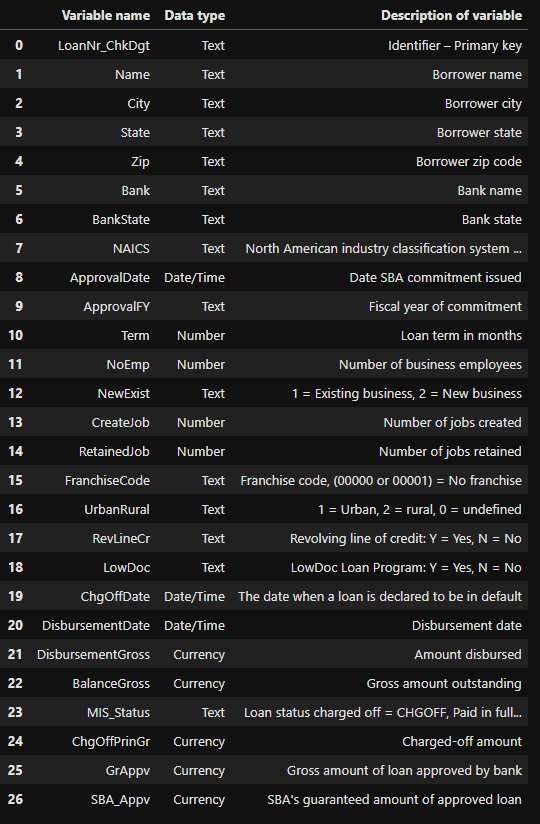 Variable name Data type Description of variable
0 LoanNr_ChkDgt Text Identifier – Primary key
1 Name Text Borrower name
2 City Text Borrower city
3 State Text Borrower state
4 Zip Text Borrower zip code
5 Bank Text Bank name
6 BankState Text Bank state
7 NAICS Text North American industry classification system ...
8 ApprovalDate Date/Time Date SBA commitment issued
9 ApprovalFY Text Fiscal year of commitment
10 Term Number Loan term in months
11 NoEmp Number Number of business employees
12 NewExist Text 1 = Existing business, 2 = New business
13 CreateJob Number Number of jobs created
14 RetainedJob Number Number of jobs retained
15 FranchiseCode Text Franchise code, (00000 or 00001) = No franchise
16 UrbanRural Text 1 = Urban, 2 = rural, 0 = undefined
17 RevLineCr Text Revolving line of credit: Y = Yes, N = No
18 LowDoc Text LowDoc Loan Program: Y = Yes, N = No
19 ChgOffDate Date/Time The date when a loan is declared to be in default
20 DisbursementDate Date/Time Disbursement date
21 DisbursementGross Currency Amount disbursed
22 BalanceGross Currency Gross amount outstanding
23 MIS_Status Text Loan status charged off = CHGOFF, Paid in full...
24 ChgOffPrinGr Currency Charged-off amount
25 GrAppv Currency Gross amount of loan approved by bank
26 SBA_Appv Currency SBA's guaranteed amount of approved loan